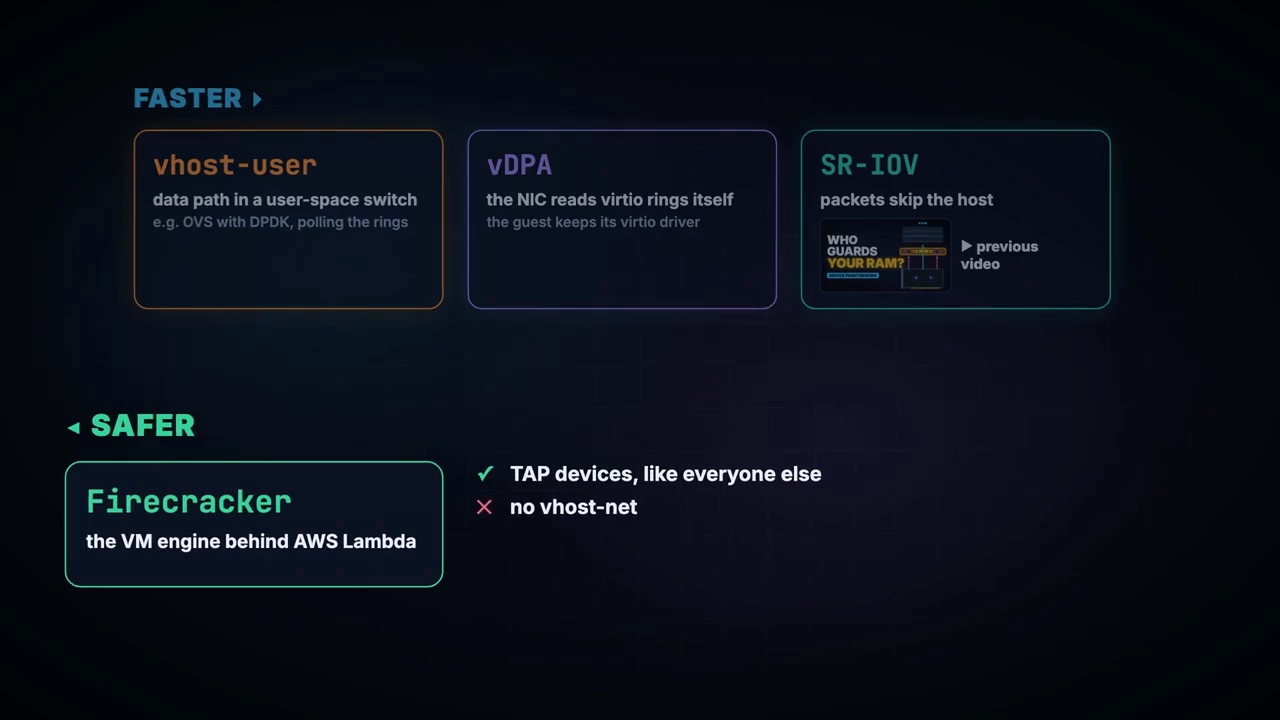 FASTER
vhost-user
data path in a user-space switch
e.g. OVS with DPDK, polling the rings
vDPA
the NIC reads virtio rings itself
the guest keeps its virtio driver
SR-IOV
packets skip the host
WHO
GUARDS
YOUR RAM?
DEVICE PASSTHROUGH
▶ previous
video
SAFER
Firecracker
the VM engine behind AWS Lambda
✓ TAP devices, like everyone else
✕ no vhost-net